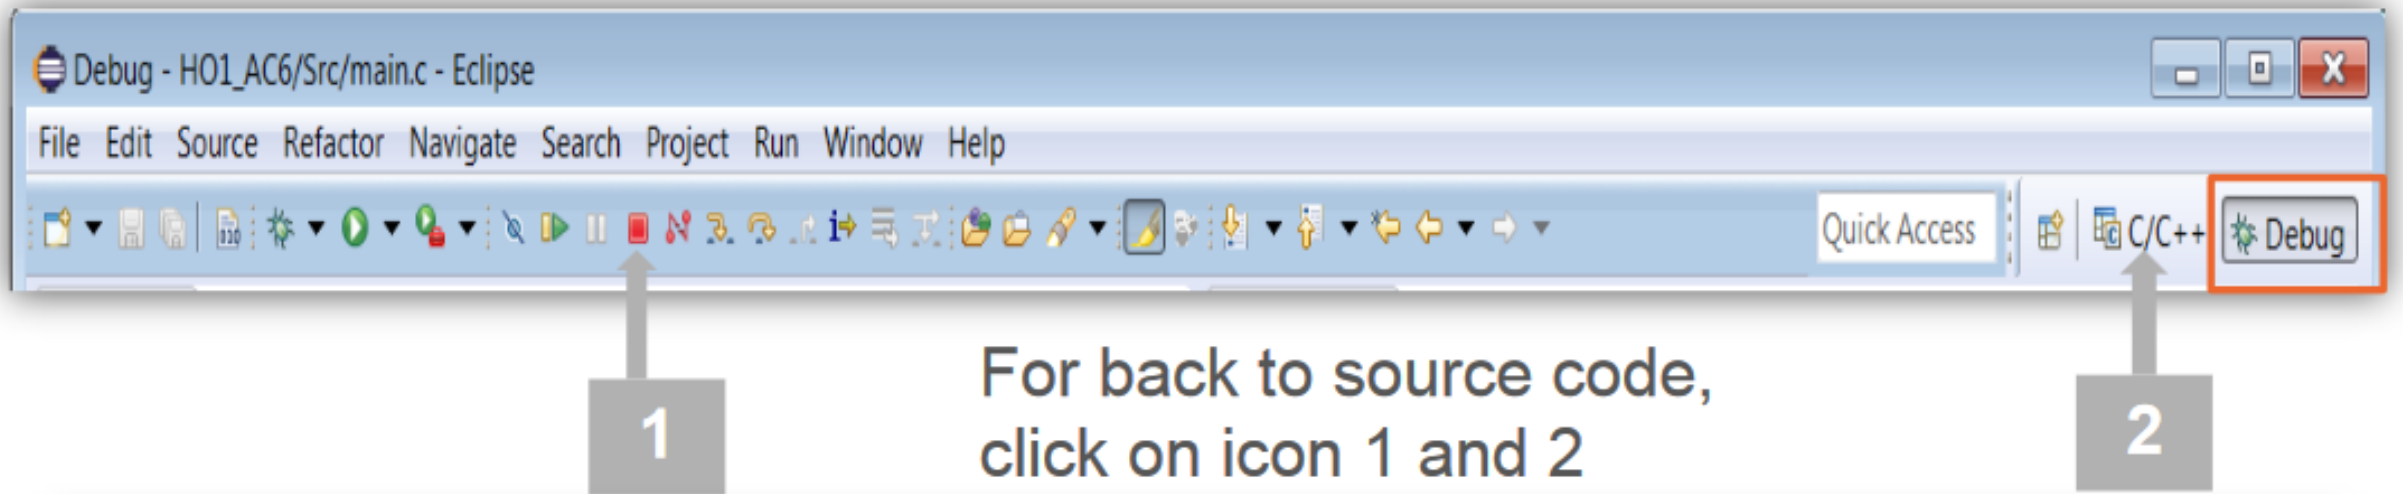 Debug - HO1_AC6/Src/main.c - Eclipse
File Edit Source Refactor Navigate Search Project Run Window Help
Quick Access C/C++ Debug
1
For back to source code,
click on icon 1 and 2
2